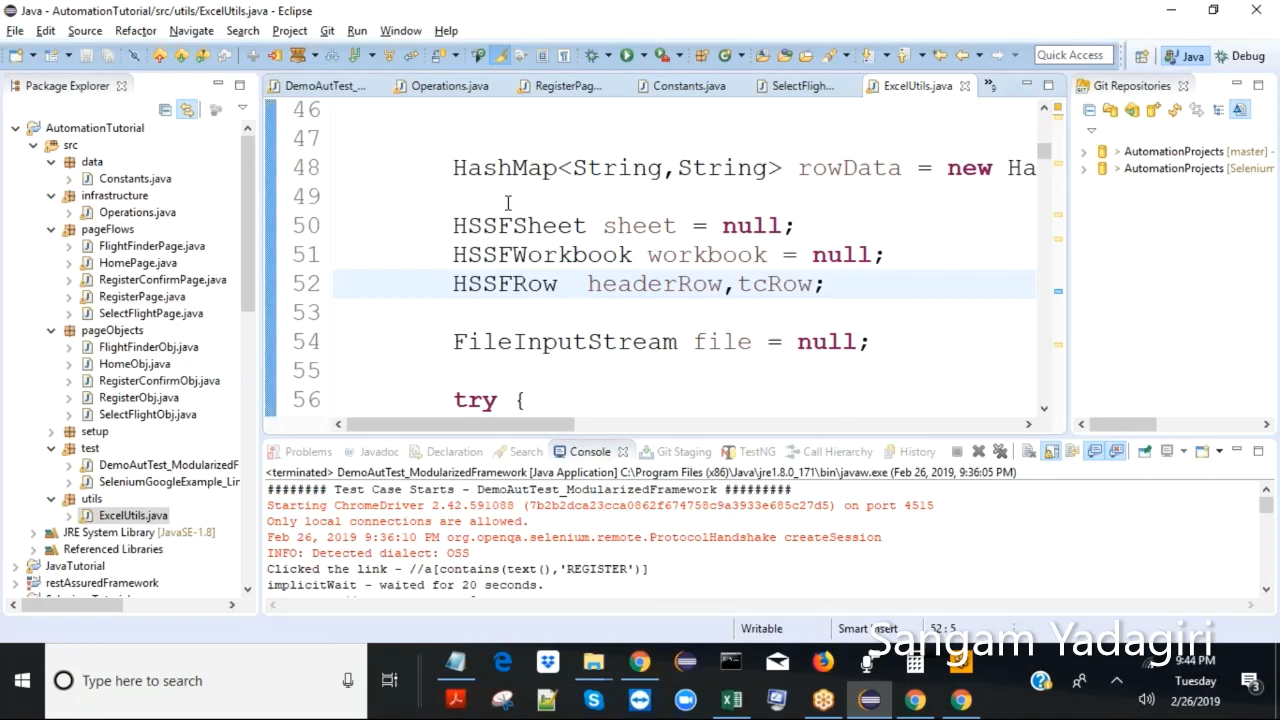 Java - AutomationTutorial/src/utils/ExcelUtils.java - Eclipse
File Edit Source Refactor Navigate Search Project Git Run Window Help
Quick Access
Java
Debug
Package Explorer
AutomationTutorial
src
data
Constants.java
infrastructure
Operations.java
pageFlows
FlightFinderPage.java
HomePage.java
RegisterConfirmPage.java
RegisterPage.java
SelectFlightPage.java
pageObjects
FlightFinderObj.java
HomeObj.java
RegisterConfirmObj.java
RegisterObj.java
SelectFlightObj.java
setup
test
DemoAutTest_ModularizedF
SeleniumGoogleExample_Lin
utils
ExcelUtils.java
JRE System Library [JavaSE-1.8]
Referenced Libraries
JavaTutorial
restAssuredFramework
DemoAutTest_... Operations.java RegisterPag... Constants.java SelectFligh... ExcelUtils.java
46
47
48 HashMap<String,String> rowData = new Ha
49
50 HSSFSheet sheet = null;
51 HSSFWorkbook workbook = null;
52 HSSFRow headerRow,tcRow;
53
54 FileInputStream file = null;
55
56 try {
Git Repositories
> AutomationProjects [master] -
> AutomationProjects [Selenium
Problems Javadoc Declaration Search Console Git Staging TestNG Call Hierarchy History
<terminated> DemoAutTest_ModularizedFramework [Java Application] C:\Program Files (x86)\Java\jre1.8.0_171\bin\javaw.exe (Feb 26, 2019, 9:36:05 PM)
######## Test Case Starts - DemoAutTest_ModularizedFramework #########
Starting ChromeDriver 2.42.591088 (7b2b2dca23cca0862f674758c9a3933e685c27d5) on port 4515
Only local connections are allowed.
Feb 26, 2019 9:36:10 PM org.openqa.selenium.remote.ProtocolHandshake createSession
INFO: Detected dialect: OSS
Clicked the link - //a[contains(text(),'REGISTER')]
implicitWait - waited for 20 seconds.
Writable
Smart Insert
52 : 5
Sangam Yadagiri
Type here to search
9:44 PM
Tuesday
2/26/2019
3